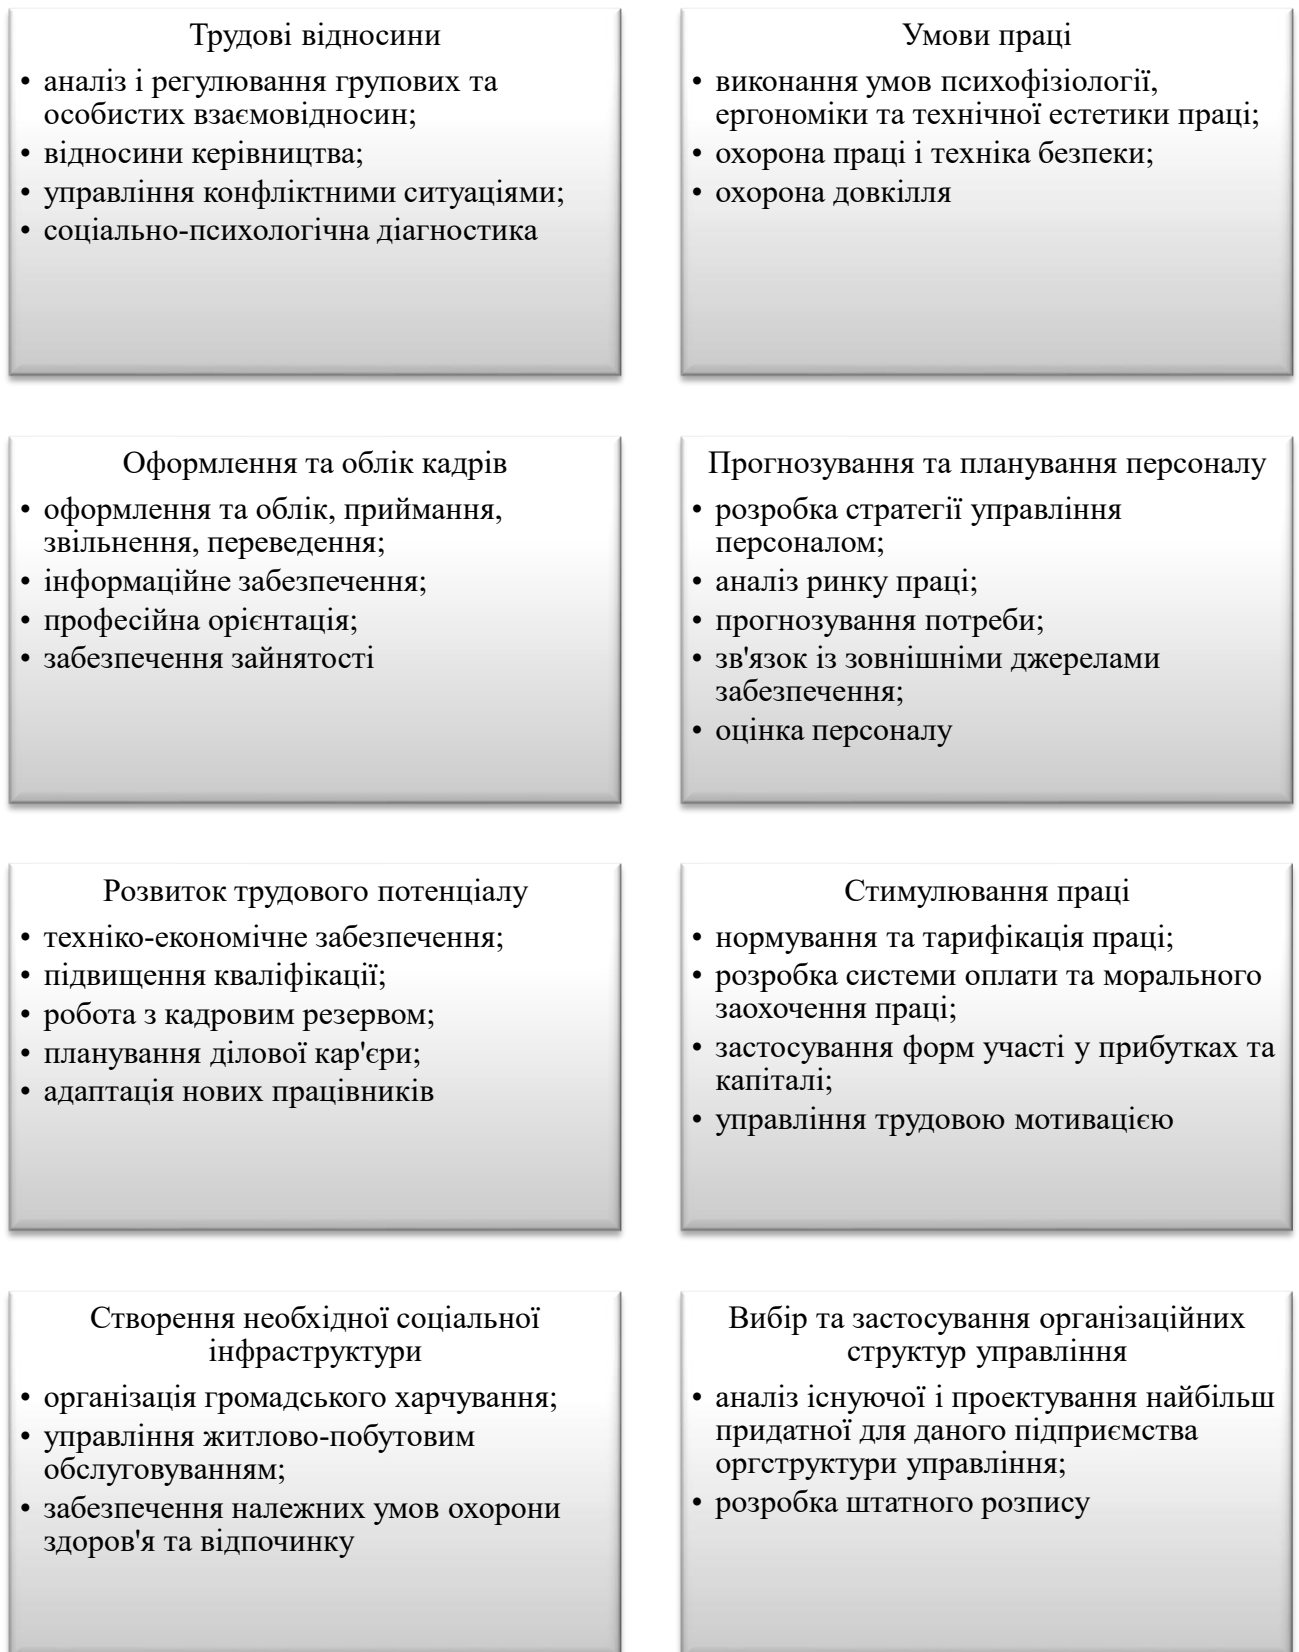 Трудові відносини
• аналіз і регулювання групових та
особистих взаємовідносин;
• відносини керівництва;
• управління конфліктними ситуаціями;
• соціально-психологічна діагностика
Умови праці
• виконання умов психофізіології,
ергономіки та технічної естетики праці;
• охорона праці і техніка безпеки;
• охорона довкілля
Оформлення та облік кадрів
• оформлення та облік, приймання,
звільнення, переведення;
• інформаційне забезпечення;
• професійна орієнтація;
• забезпечення зайнятості
Прогнозування та планування персоналу
• розробка стратегії управління
персоналом;
• аналіз ринку праці;
• прогнозування потреби;
• зв'язок із зовнішніми джерелами
забезпечення;
• оцінка персоналу
Розвиток трудового потенціалу
• техніко-економічне забезпечення;
• підвищення кваліфікації;
• робота з кадровим резервом;
• планування ділової кар'єри;
• адаптація нових працівників
Стимулювання праці
• нормування та тарифікація праці;
• розробка системи оплати та морального
заохочення праці;
• застосування форм участі у прибутках та
капіталі;
• управління трудовою мотивацією
Створення необхідної соціальної
інфраструктури
• організація громадського харчування;
• управління житлово-побутовим
обслуговуванням;
• забезпечення належних умов охорони
здоров'я та відпочинку
Вибір та застосування організаційних
структур управління
• аналіз існуючої і проектування найбільш
придатної для даного підприємства
оргструктури управління;
• розробка штатного розпису